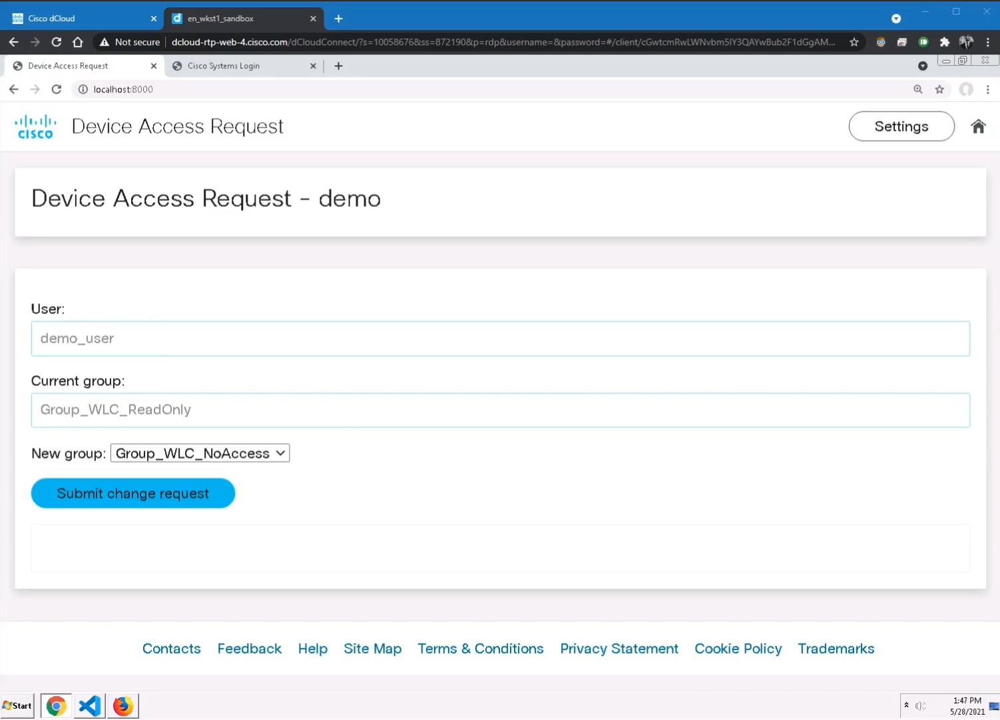 Cisco dCloud
en_wkst1_sandbox
Not secure
dcloud-rtp-web-4.cisco.com/dCloudConnect/?s=10058676&ss=872190&p=rdp&username=&password=#/client/cGwtcmRwLWNvbm5lY3QAYwBub2F1dGgAM...
Device Access Request
Cisco Systems Login
localhost:8000
CISCO
Device Access Request
Settings
Device Access Request - demo
User:
demo_user
Current group:
Group_WLC_ReadOnly
New group: Group_WLC_NoAccess
Submit change request
Contacts Feedback Help Site Map Terms & Conditions Privacy Statement Cookie Policy Trademarks
Start
1:47 PM
5/28/2021